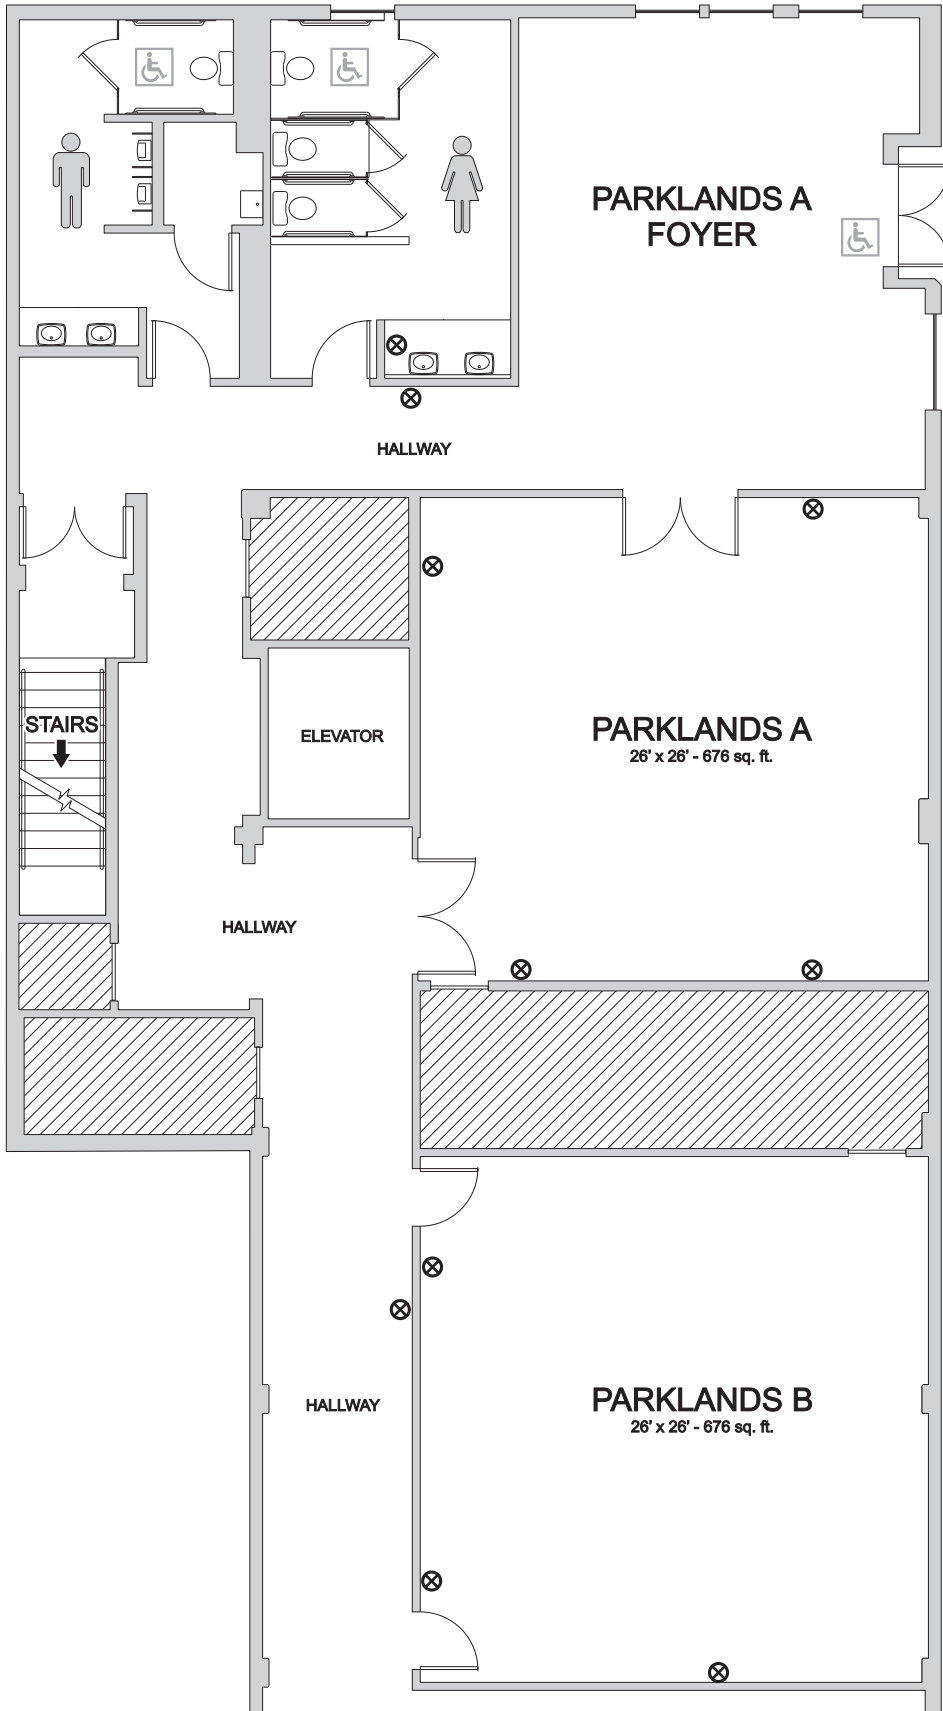 PARKLANDS A
FOYER
HALLWAY
STAIRS
ELEVATOR
PARKLANDS A
26' x 26' - 676 sq. ft.
HALLWAY
HALLWAY
PARKLANDS B
26' x 26' - 676 sq. ft.